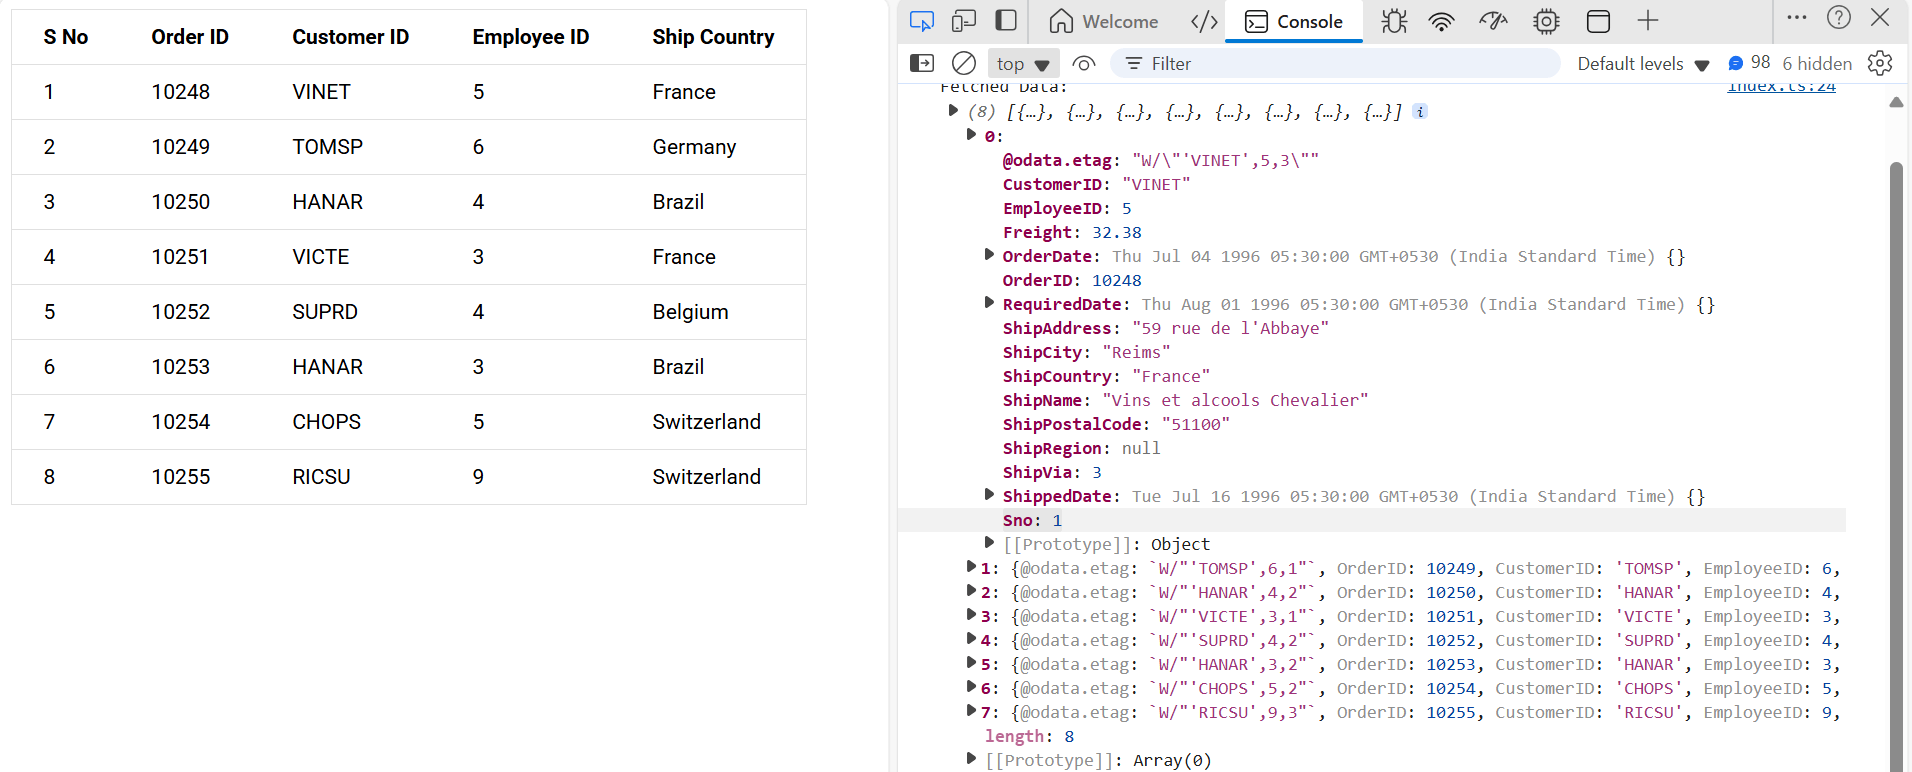 S No Order ID Customer ID Employee ID Ship Country
1 10248 VINET 5 France
2 10249 TOMSP 6 Germany
3 10250 HANAR 4 Brazil
4 10251 VICTE 3 France
5 10252 SUPRD 4 Belgium
6 10253 HANAR 3 Brazil
7 10254 CHOPS 5 Switzerland
8 10255 RICSU 9 Switzerland
Welcome </> Console
top Filter Default levels 98 6 hidden
Fetched Data: index.ts:24
(8) [{…}, {…}, {…}, {…}, {…}, {…}, {…}, {…}] i
0:
@odata.etag: "W/\"'VINET',5,3\""
CustomerID: "VINET"
EmployeeID: 5
Freight: 32.38
OrderDate: Thu Jul 04 1996 05:30:00 GMT+0530 (India Standard Time) {}
OrderID: 10248
RequiredDate: Thu Aug 01 1996 05:30:00 GMT+0530 (India Standard Time) {}
ShipAddress: "59 rue de l'Abbaye"
ShipCity: "Reims"
ShipCountry: "France"
ShipName: "Vins et alcools Chevalier"
ShipPostalCode: "51100"
ShipRegion: null
ShipVia: 3
ShippedDate: Tue Jul 16 1996 05:30:00 GMT+0530 (India Standard Time) {}
Sno: 1
[[Prototype]]: Object
1: {@odata.etag: `W/"'TOMSP',6,1"`, OrderID: 10249, CustomerID: 'TOMSP', EmployeeID: 6,
2: {@odata.etag: `W/"'HANAR',4,2"`, OrderID: 10250, CustomerID: 'HANAR', EmployeeID: 4,
3: {@odata.etag: `W/"'VICTE',3,1"`, OrderID: 10251, CustomerID: 'VICTE', EmployeeID: 3,
4: {@odata.etag: `W/"'SUPRD',4,2"`, OrderID: 10252, CustomerID: 'SUPRD', EmployeeID: 4,
5: {@odata.etag: `W/"'HANAR',3,2"`, OrderID: 10253, CustomerID: 'HANAR', EmployeeID: 3,
6: {@odata.etag: `W/"'CHOPS',5,2"`, OrderID: 10254, CustomerID: 'CHOPS', EmployeeID: 5,
7: {@odata.etag: `W/"'RICSU',9,3"`, OrderID: 10255, CustomerID: 'RICSU', EmployeeID: 9,
length: 8
[[Prototype]]: Array(0)